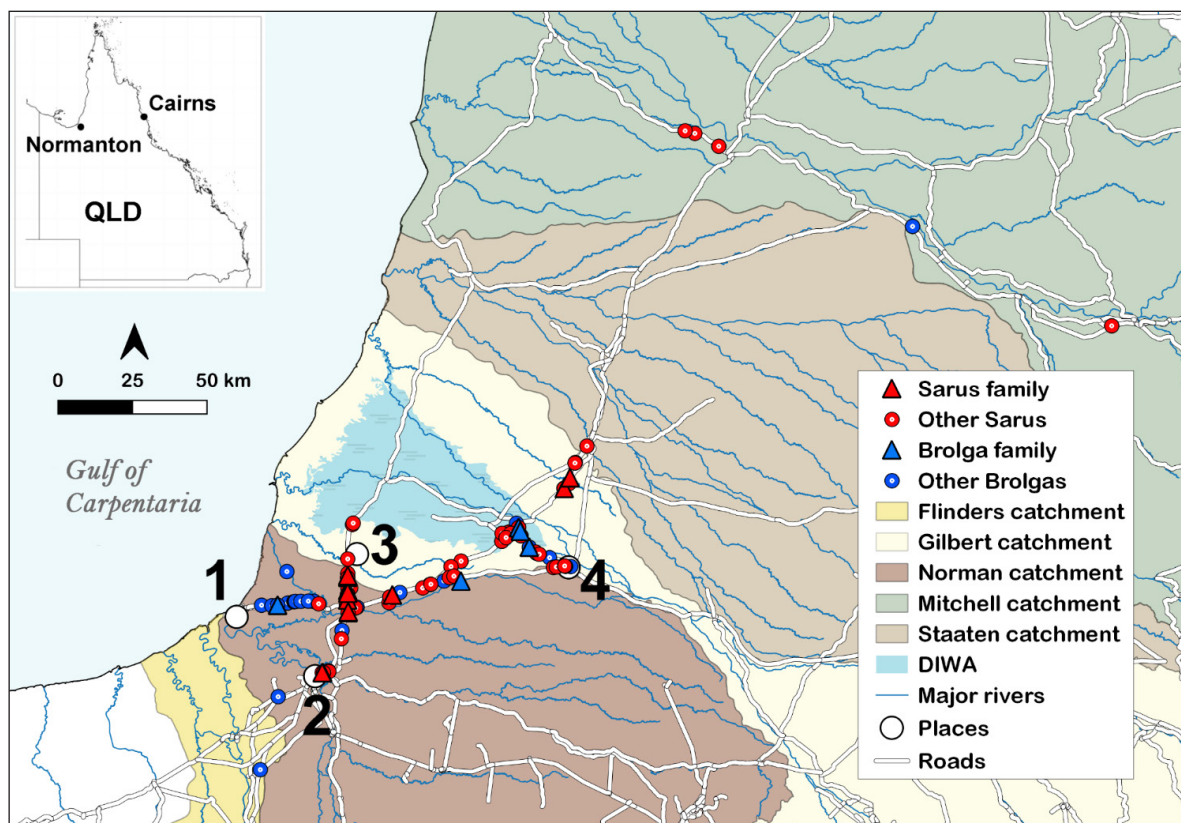 Cairns
Normanton
QLD
0 25 50 km
Gulf of
Carpentaria
1
2
3
4
Sarus family
Other Sarus
Brolga family
Other Brolgas
Flinders catchment
Gilbert catchment
Norman catchment
Mitchell catchment
Staaten catchment
DIWA
Major rivers
Places
Roads